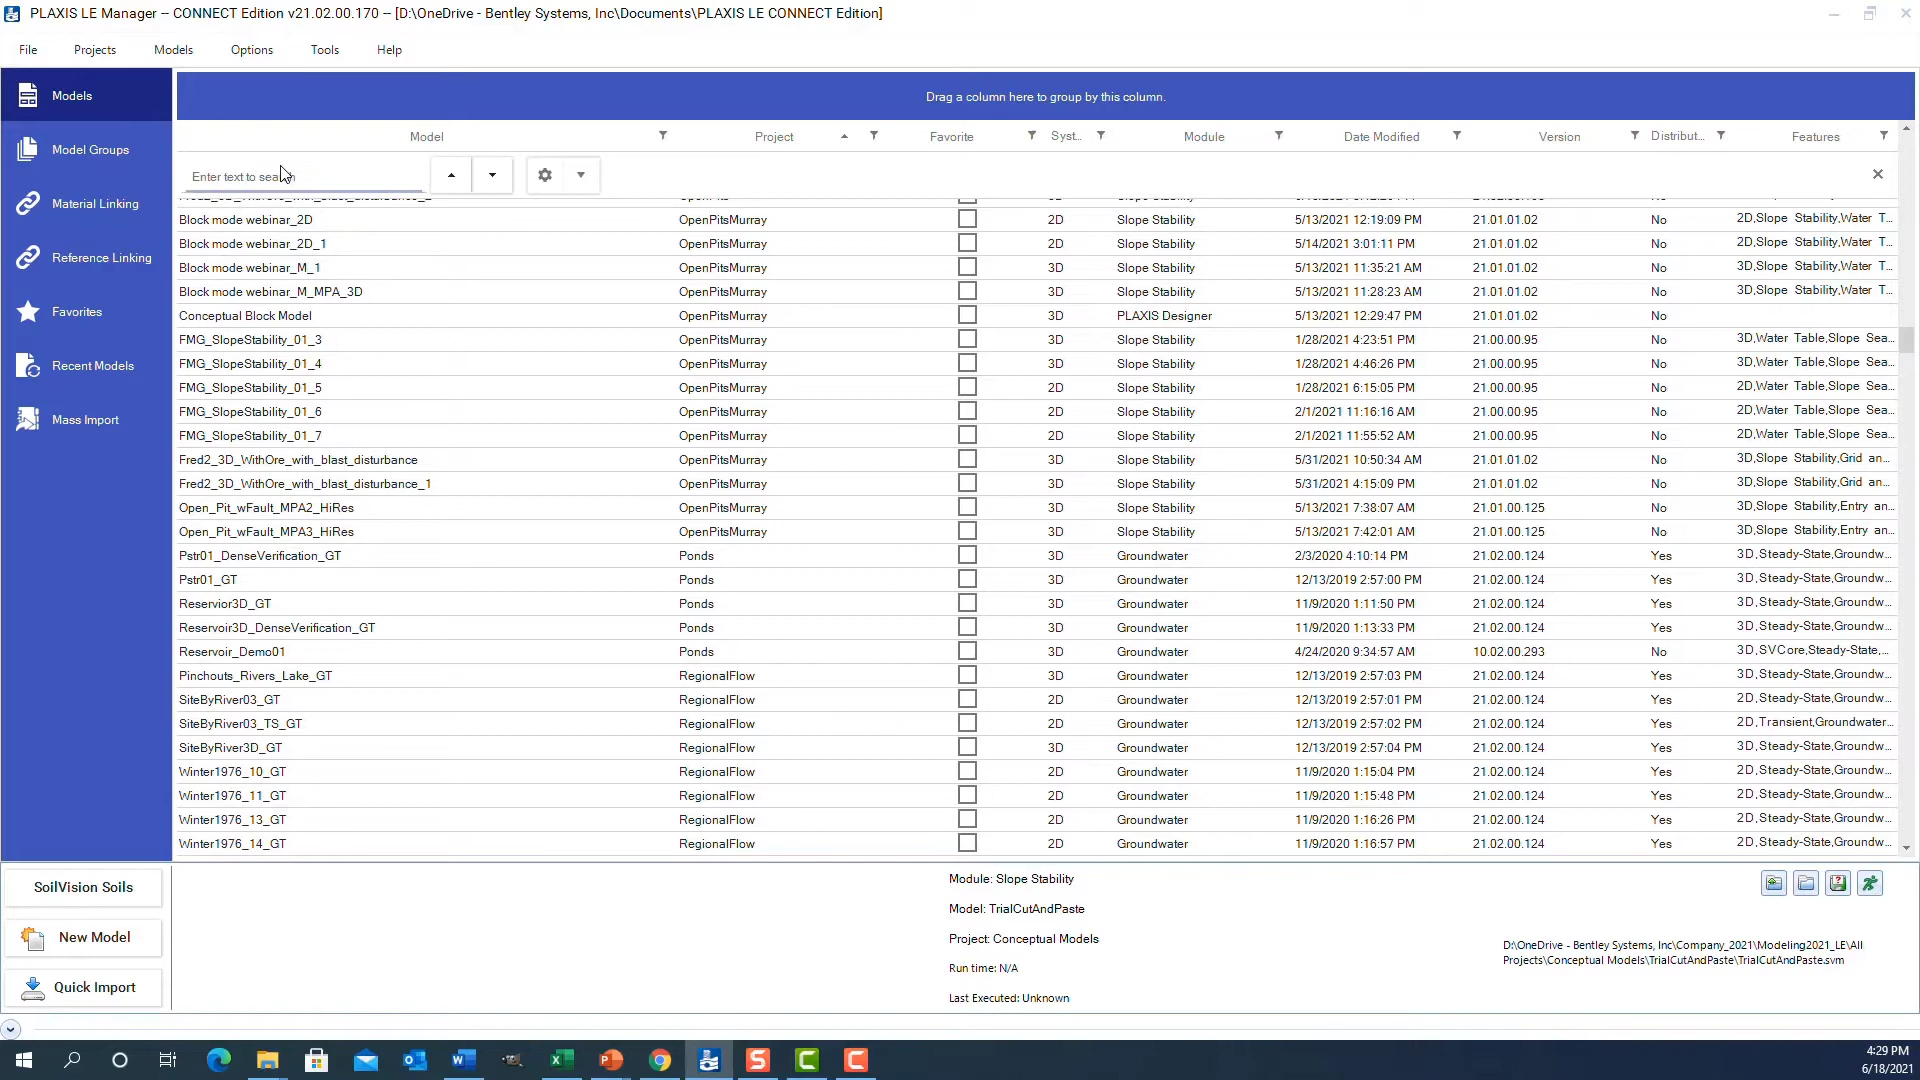 PLAXIS LE Manager -- CONNECT Edition v21.02.00.170 -- [D:\OneDrive - Bentley Systems, Inc\Documents\PLAXIS LE CONNECT Edition]
File Projects Models Options Tools Help
Models
Model Groups
Material Linking
Reference Linking
Favorites
Recent Models
Mass Import
Drag a column here to group by this column.
Model Project Favorite Syst... Module Date Modified Version Distribut... Features
Enter text to search
Block mode webinar_2D OpenPitsMurray 2D Slope Stability 5/13/2021 12:19:09 PM 21.01.01.02 No 2D,Slope Stability,Water T...
Block mode webinar_2D_1 OpenPitsMurray 2D Slope Stability 5/14/2021 3:01:11 PM 21.01.01.02 No 2D,Slope Stability,Water T...
Block mode webinar_M_1 OpenPitsMurray 3D Slope Stability 5/13/2021 11:35:21 AM 21.01.01.02 No 3D,Slope Stability,Water T...
Block mode webinar_M_MPA_3D OpenPitsMurray 3D Slope Stability 5/13/2021 11:28:23 AM 21.01.01.02 No 3D,Slope Stability,Water T...
Conceptual Block Model OpenPitsMurray 3D PLAXIS Designer 5/13/2021 12:29:47 PM 21.01.01.02 No
FMG_SlopeStability_01_3 OpenPitsMurray 3D Slope Stability 1/28/2021 4:23:51 PM 21.00.00.95 No 3D,Water Table,Slope Sea...
FMG_SlopeStability_01_4 OpenPitsMurray 3D Slope Stability 1/28/2021 4:46:26 PM 21.00.00.95 No 3D,Water Table,Slope Sea...
FMG_SlopeStability_01_5 OpenPitsMurray 2D Slope Stability 1/28/2021 6:15:05 PM 21.00.00.95 No 2D,Water Table,Slope Sea...
FMG_SlopeStability_01_6 OpenPitsMurray 2D Slope Stability 2/1/2021 11:16:16 AM 21.00.00.95 No 2D,Water Table,Slope Sea...
FMG_SlopeStability_01_7 OpenPitsMurray 2D Slope Stability 2/1/2021 11:55:52 AM 21.00.00.95 No 2D,Water Table,Slope Sea...
Fred2_3D_WithOre_with_blast_disturbance OpenPitsMurray 3D Slope Stability 5/31/2021 10:50:34 AM 21.01.01.02 No 3D,Slope Stability,Grid an...
Fred2_3D_WithOre_with_blast_disturbance_1 OpenPitsMurray 3D Slope Stability 5/31/2021 4:15:09 PM 21.01.01.02 No 3D,Slope Stability,Grid an...
Open_Pit_wFault_MPA2_HiRes OpenPitsMurray 3D Slope Stability 5/13/2021 7:38:07 AM 21.01.00.125 No 3D,Slope Stability,Entry an...
Open_Pit_wFault_MPA3_HiRes OpenPitsMurray 3D Slope Stability 5/13/2021 7:42:01 AM 21.01.00.125 No 3D,Slope Stability,Entry an...
Pstr01_DenseVerification_GT Ponds 3D Groundwater 2/3/2020 4:10:14 PM 21.02.00.124 Yes 3D,Steady-State,Groundw...
Pstr01_GT Ponds 3D Groundwater 12/13/2019 2:57:00 PM 21.02.00.124 Yes 3D,Steady-State,Groundw...
Reservior3D_GT Ponds 3D Groundwater 11/9/2020 1:11:50 PM 21.02.00.124 Yes 3D,Steady-State,Groundw...
Reservoir3D_DenseVerification_GT Ponds 3D Groundwater 11/9/2020 1:13:33 PM 21.02.00.124 Yes 3D,Steady-State,Groundw...
Reservoir_Demo01 Ponds 3D Groundwater 4/24/2020 9:34:57 AM 10.02.00.293 No 3D,SVCore,Steady-State,...
Pinchouts_Rivers_Lake_GT RegionalFlow 3D Groundwater 12/13/2019 2:57:03 PM 21.02.00.124 Yes 3D,Steady-State,Groundw...
SiteByRiver03_GT RegionalFlow 2D Groundwater 12/13/2019 2:57:01 PM 21.02.00.124 Yes 2D,Steady-State,Groundw...
SiteByRiver03_TS_GT RegionalFlow 2D Groundwater 12/13/2019 2:57:02 PM 21.02.00.124 Yes 2D,Transient,Groundwater...
SiteByRiver3D_GT RegionalFlow 3D Groundwater 12/13/2019 2:57:04 PM 21.02.00.124 Yes 3D,Steady-State,Groundw...
Winter1976_10_GT RegionalFlow 2D Groundwater 11/9/2020 1:15:04 PM 21.02.00.124 Yes 2D,Steady-State,Groundw...
Winter1976_11_GT RegionalFlow 2D Groundwater 11/9/2020 1:15:48 PM 21.02.00.124 Yes 2D,Steady-State,Groundw...
Winter1976_13_GT RegionalFlow 2D Groundwater 11/9/2020 1:16:26 PM 21.02.00.124 Yes 2D,Steady-State,Groundw...
Winter1976_14_GT RegionalFlow 2D Groundwater 11/9/2020 1:16:57 PM 21.02.00.124 Yes 2D,Steady-State,Groundw...
SoilVision Soils
New Model
Quick Import
Module: Slope Stability
Model: TrialCutAndPaste
Project: Conceptual Models
Run time: N/A
Last Executed: Unknown
D:\OneDrive - Bentley Systems, Inc\Company_2021\Modeling2021_LE\All
Projects\Conceptual Models\TrialCutAndPaste\TrialCutAndPaste.svm
4:29 PM
6/18/2021